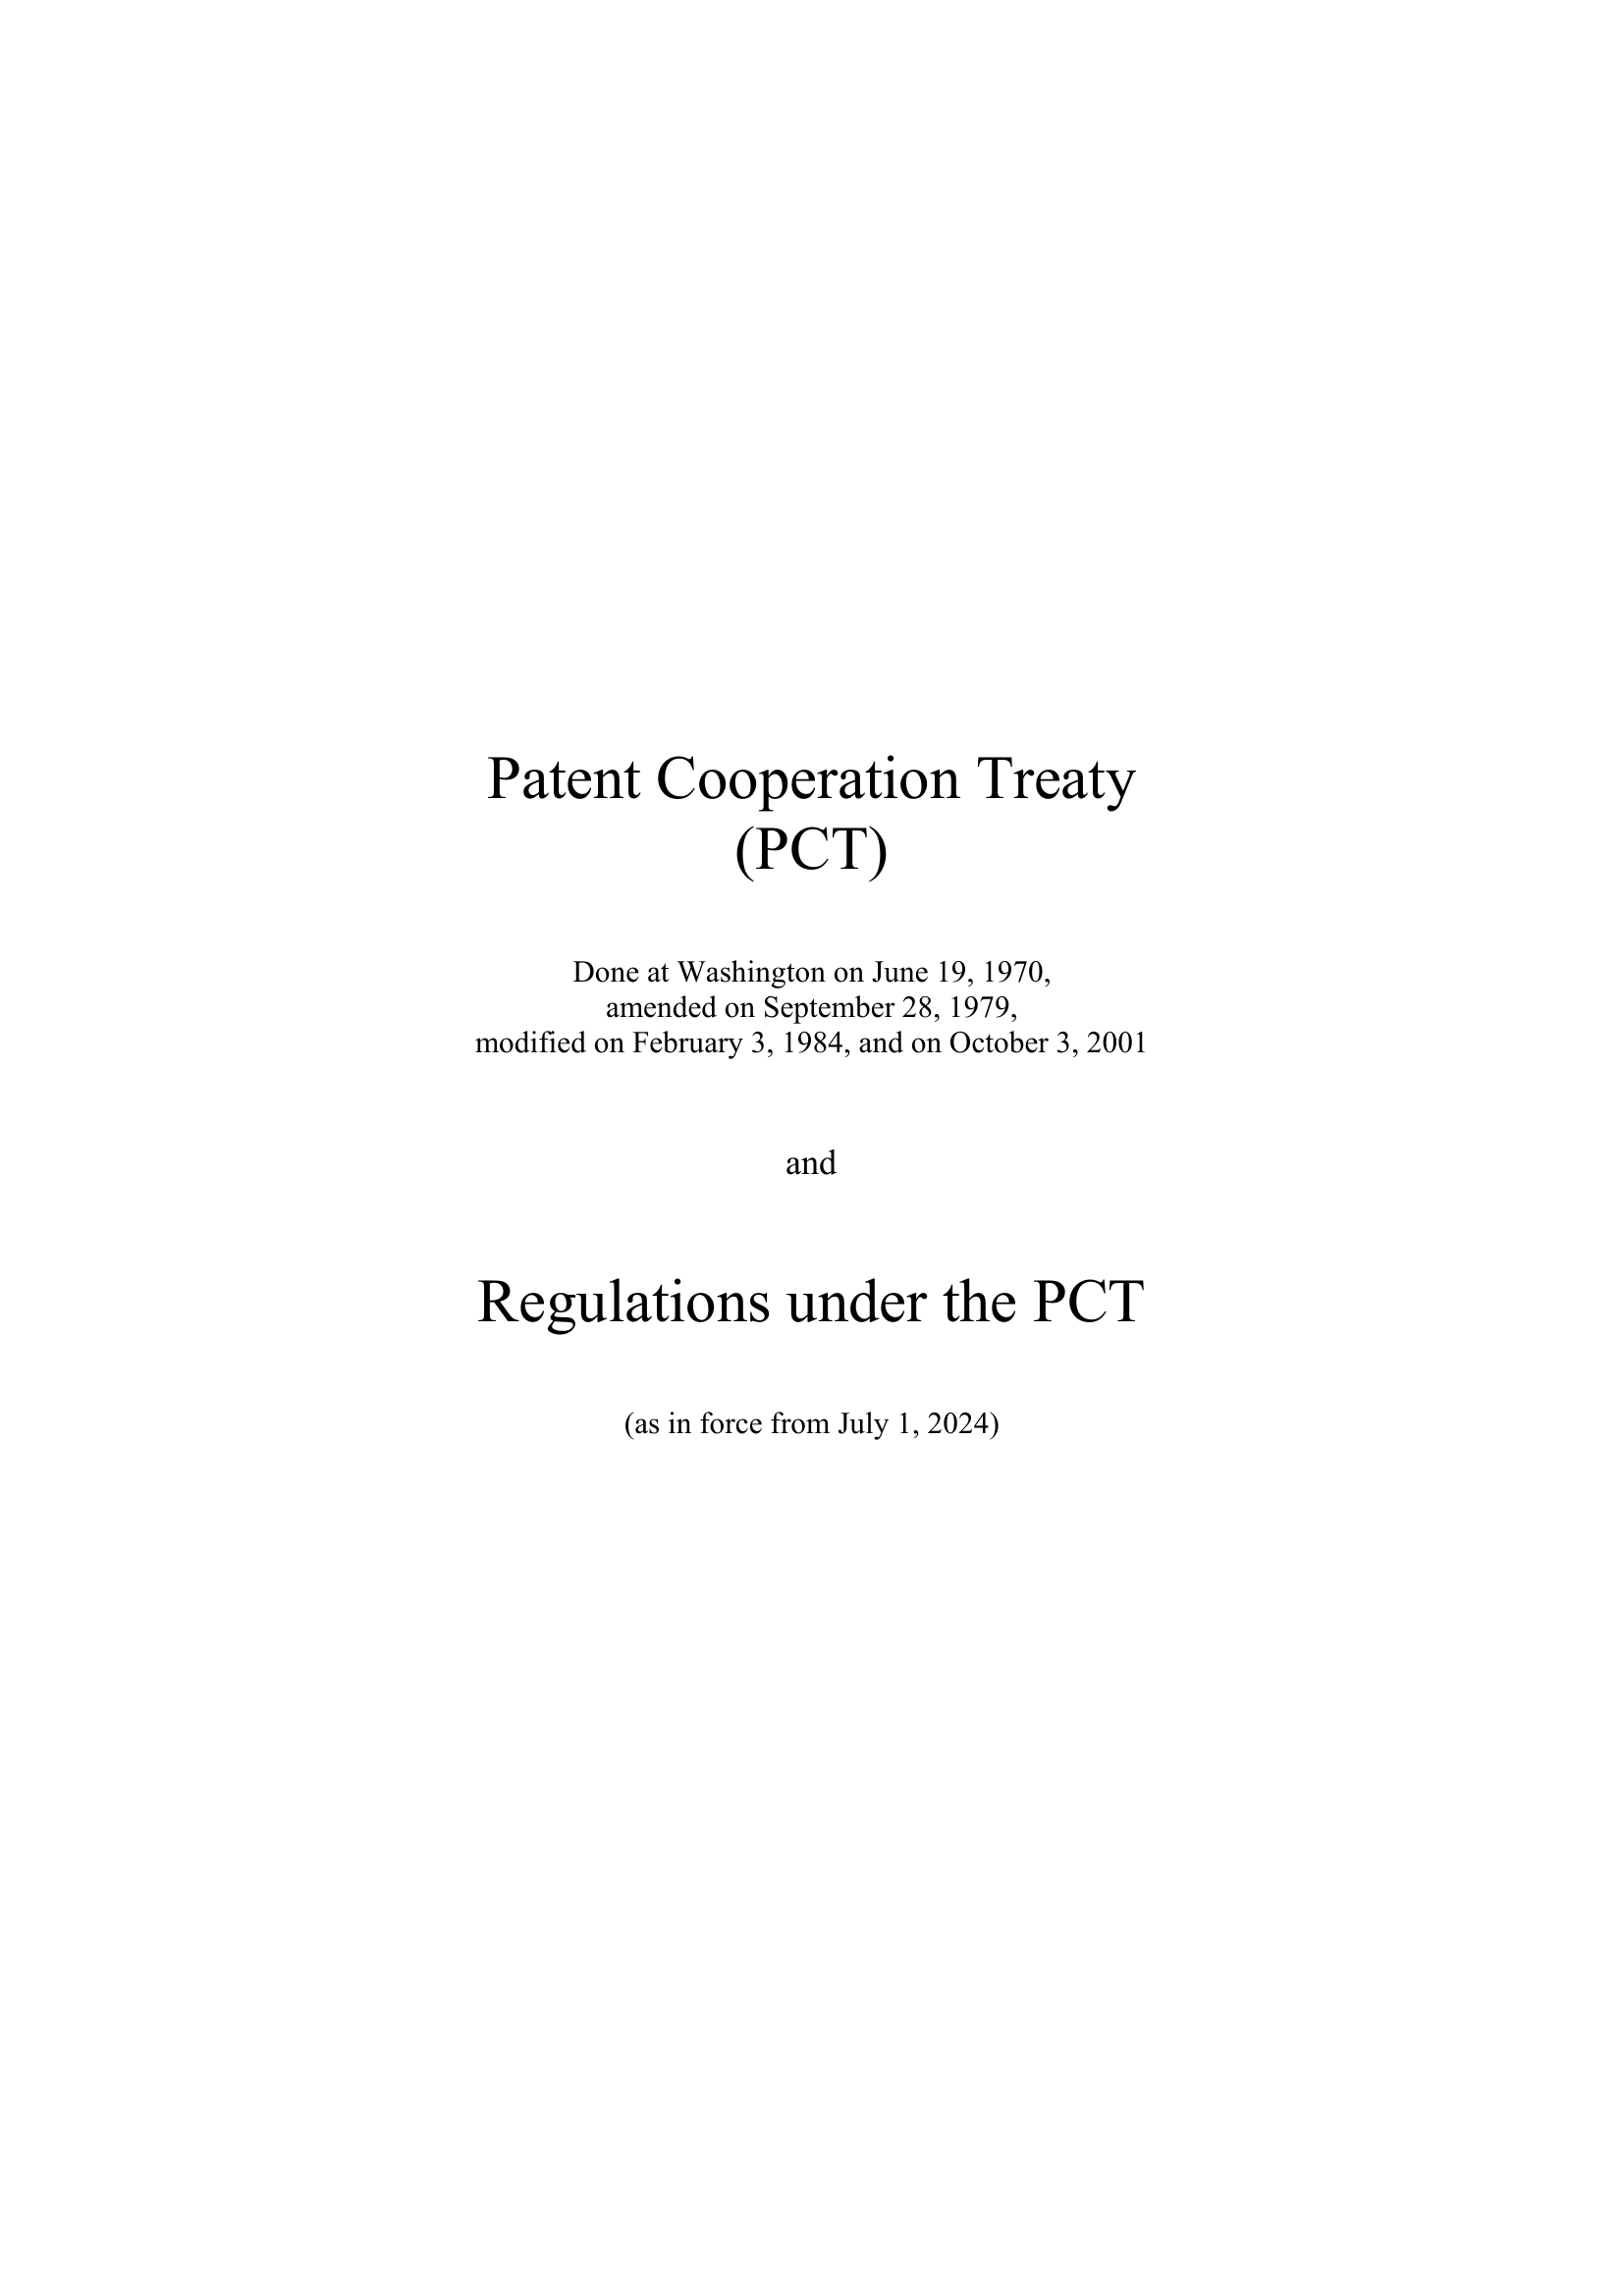 Patent Cooperation Treaty
(PCT)
Done at Washington on June 19, 1970,
amended on September 28, 1979,
modified on February 3, 1984, and on October 3, 2001
and
Regulations under the PCT
(as in force from July 1, 2024)